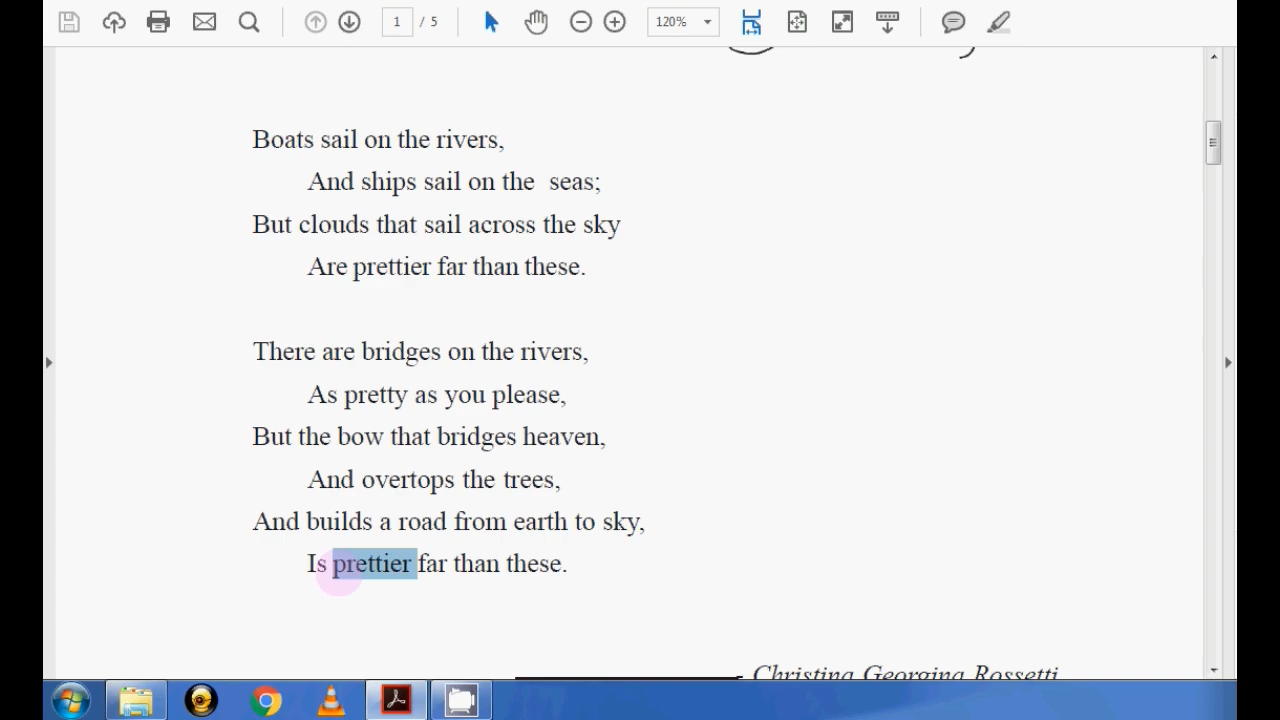 1 / 5
120%
Boats sail on the rivers,
And ships sail on the seas;
But clouds that sail across the sky
Are prettier far than these.
There are bridges on the rivers,
As pretty as you please,
But the bow that bridges heaven,
And overtops the trees,
And builds a road from earth to sky,
Is prettier far than these.
Christina Georgina Rossetti